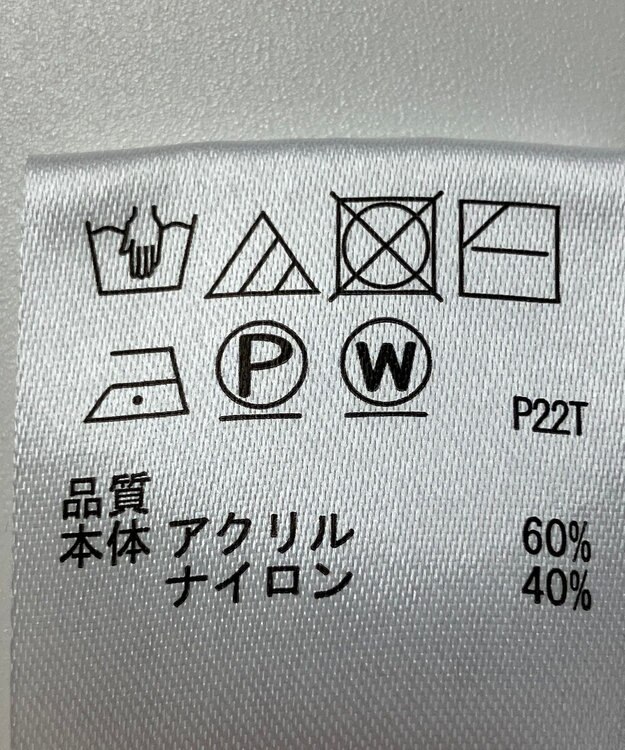 P W
P22T
品質
本体 アクリル 60%
ナイロン 40%